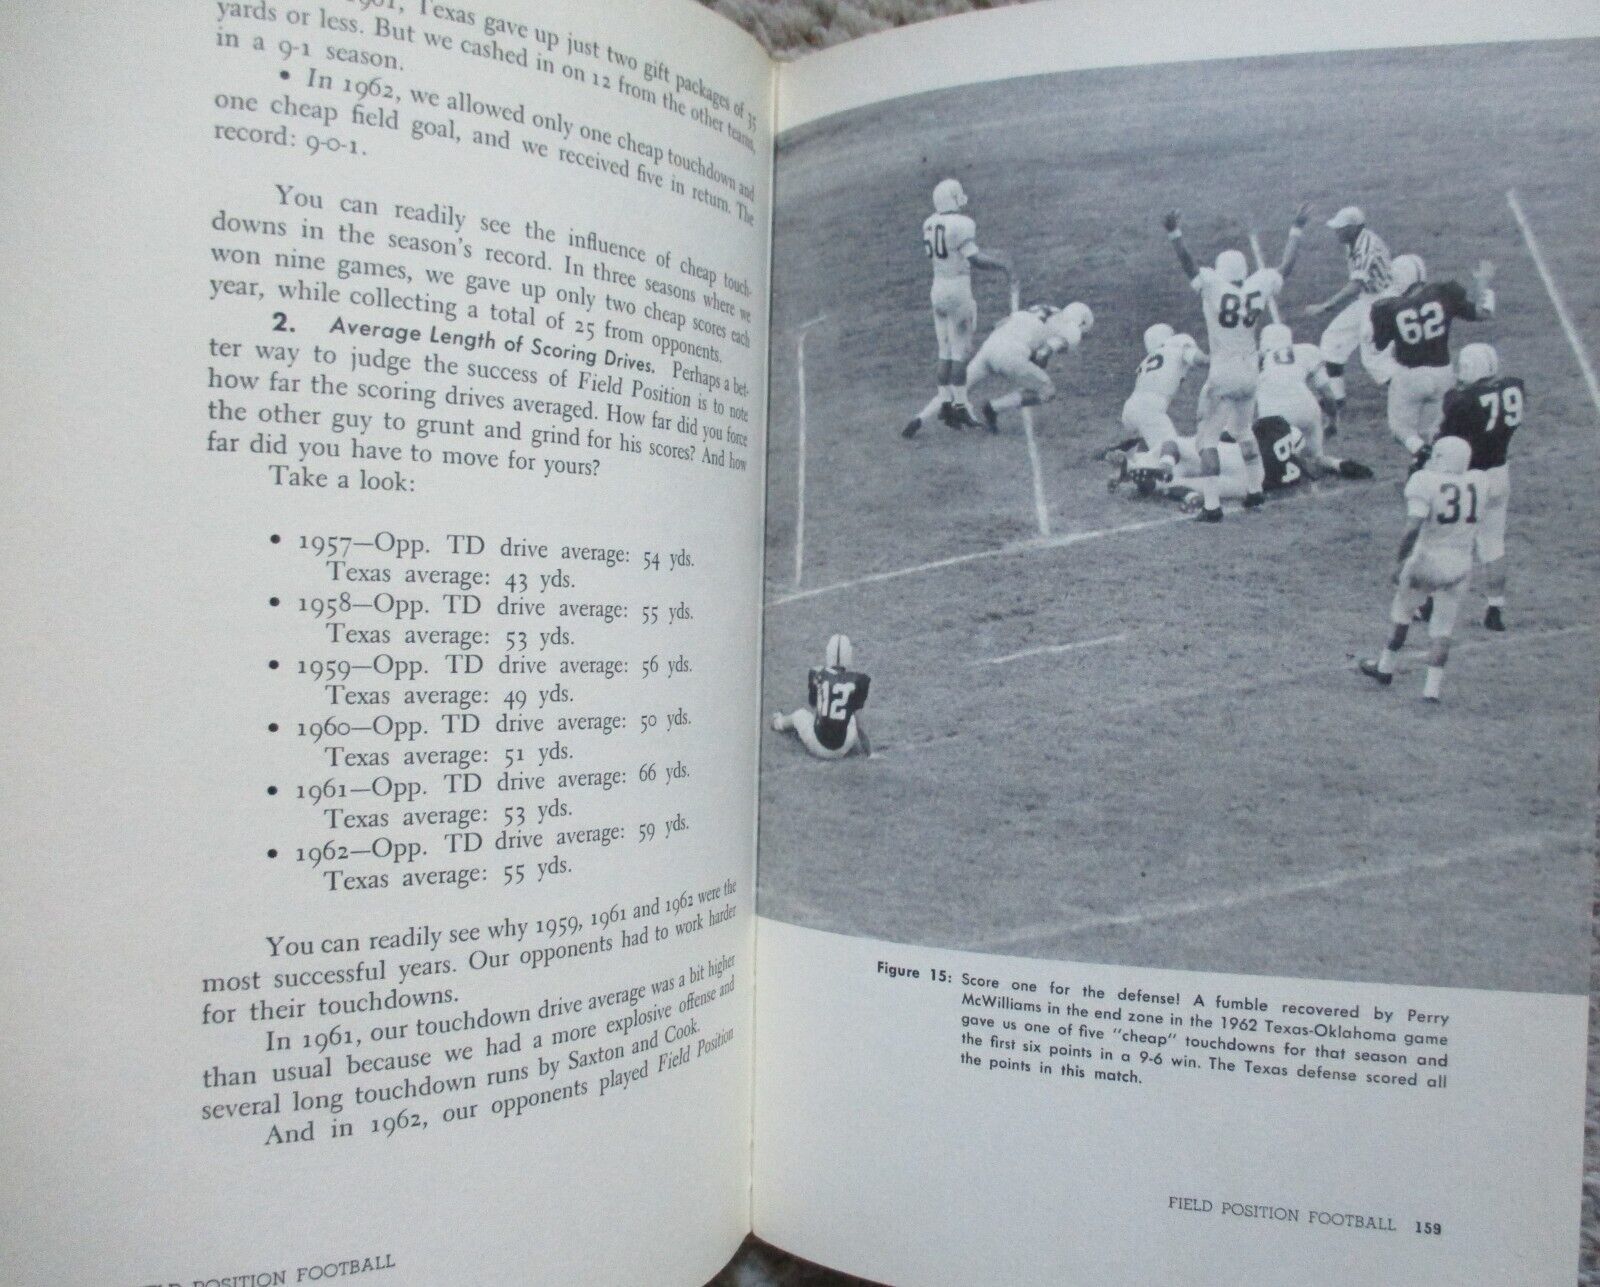 1961, Texas gave up just two gift packages of 35
yards or less. But we cashed in on 12 from the other teams,
in a 9-1 season.
• In 1962, we allowed only one cheap touchdown and
one cheap field goal, and we received five in return. The
record: 9-0-1.
You can readily see the influence of cheap touch-
downs in the season's record. In three seasons where we
won nine games, we gave up only two cheap scores each
year, while collecting a total of 25 from opponents.
2. Average Length of Scoring Drives. Perhaps a bet-
ter way to judge the success of Field Position is to note
how far the scoring drives averaged. How far did you force
the other guy to grunt and grind for his scores? And how
far did you have to move for yours?
Take a look:
• 1957—Opp. TD drive average: 54 yds.
Texas average: 43 yds.
• 1958—Opp. TD drive average: 55 yds.
Texas average: 53 yds.
• 1959—Opp. TD drive average: 56 yds.
Texas average: 49 yds.
• 1960—Opp. TD drive average: 50 yds.
Texas average: 51 yds.
• 1961—Opp. TD drive average: 66 yds.
Texas average: 53 yds.
• 1962—Opp. TD drive average: 59 yds.
Texas average: 55 yds.
You can readily see why 1959, 1961 and 1962 were the
most successful years. Our opponents had to work harder
for their touchdowns.
In 1961, our touchdown drive average was a bit higher
than usual because we had a more explosive offense and
several long touchdown runs by Saxton and Cook.
And in 1962, our opponents played Field Position
POSITION FOOTBALL
60
85
62
79
31
12
Figure 15: Score one for the defense! A fumble recovered by Perry
McWilliams in the end zone in the 1962 Texas-Oklahoma game
gave us one of five "cheap" touchdowns for that season and
the first six points in a 9-6 win. The Texas defense scored all
the points in this match.
FIELD POSITION FOOTBALL 159